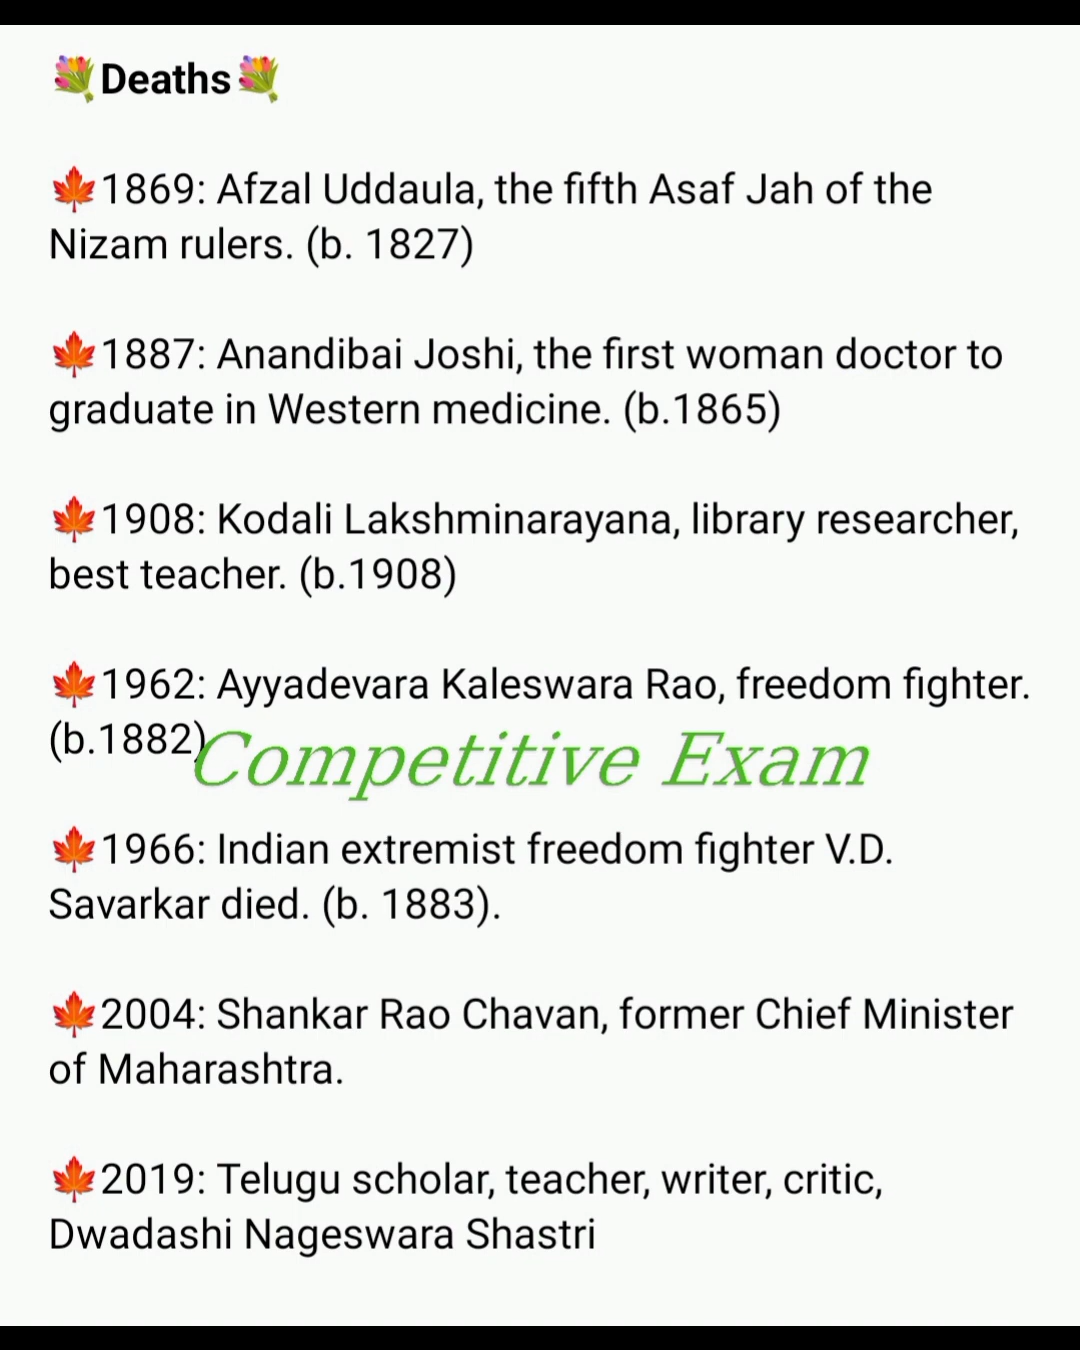 💐Deaths💐
🍁1869: Afzal Uddaula, the fifth Asaf Jah of the
Nizam rulers. (b. 1827)
🍁1887: Anandibai Joshi, the first woman doctor to
graduate in Western medicine. (b.1865)
🍁1908: Kodali Lakshminarayana, library researcher,
best teacher. (b.1908)
🍁1962: Ayyadevara Kaleswara Rao, freedom fighter.
(b.1882)
Competitive Exam
🍁1966: Indian extremist freedom fighter V.D.
Savarkar died. (b. 1883).
🍁2004: Shankar Rao Chavan, former Chief Minister
of Maharashtra.
🍁2019: Telugu scholar, teacher, writer, critic,
Dwadashi Nageswara Shastri